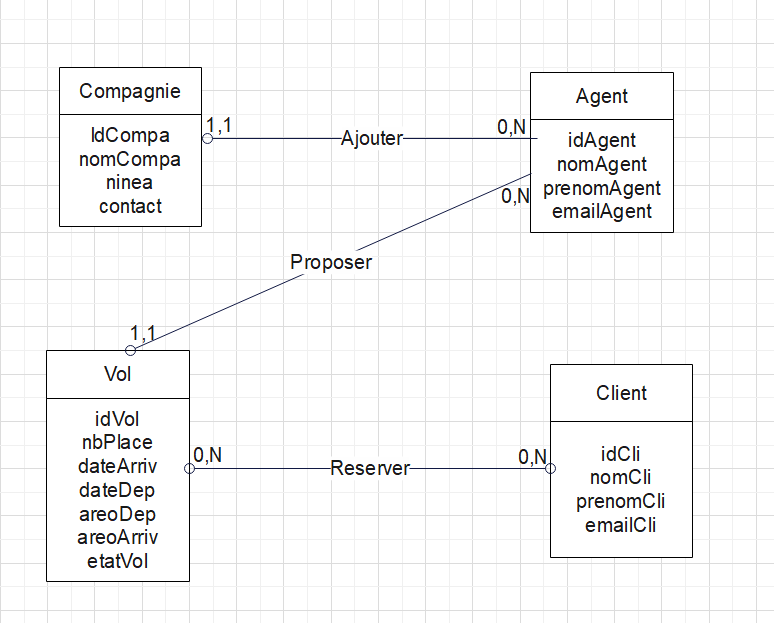 Compagnie
IdCompa
nomCompa
ninea
contact
1,1
Ajouter
0,N
Agent
idAgent
nomAgent
prenomAgent
emailAgent
0,N
Proposer
1,1
Vol
idVol
nbPlace
dateArriv
dateDep
areoDep
areoArriv
etatVol
0,N
Reserver
0,N
Client
idCli
nomCli
prenomCli
emailCli